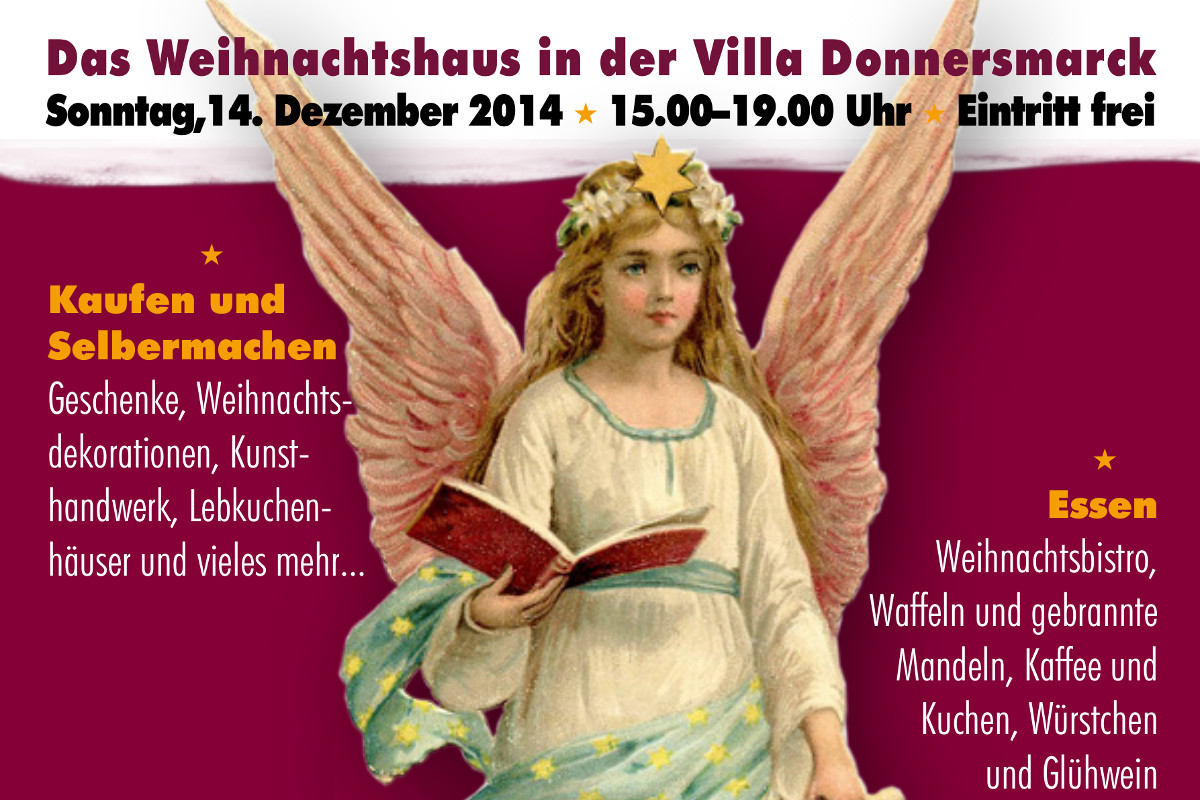 Das Weihnachtshaus in der Villa Donnersmarck
Sonntag,14. Dezember 2014 ★ 15.00–19.00 Uhr ★ Eintritt frei
Kaufen und
Selbermachen
Geschenke, Weihnachts-
dekorationen, Kunst-
handwerk, Lebkuchen-
häuser und vieles mehr...
Essen
Weihnachtsbistro,
Waffeln und gebrannte
Mandeln, Kaffee und
Kuchen, Würstchen
und Glühwein